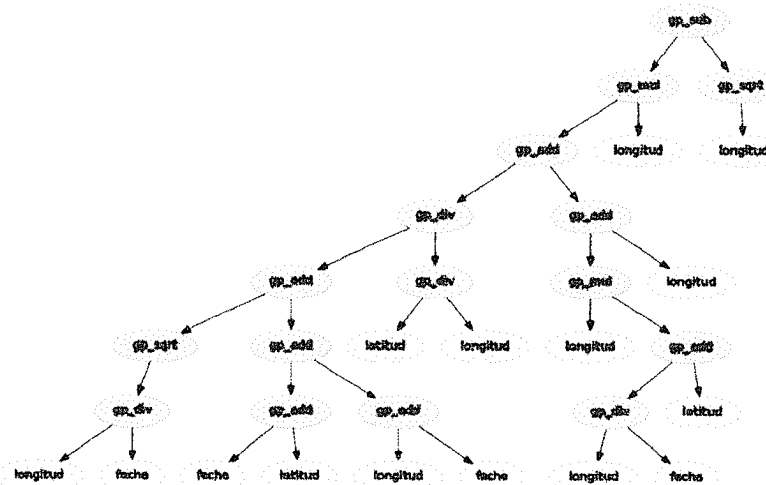 gp_sub
gp_mul gp_sqrt
gp_add longitud longitud
gp_div gp_add
gp_add gp_div gp_mul longitud
gp_sqrt gp_add latitud longitud longitud gp_add
gp_div gp_add gp_add gp_div latitud
longitud fecha fecha latitud longitud fecha longitud fecha